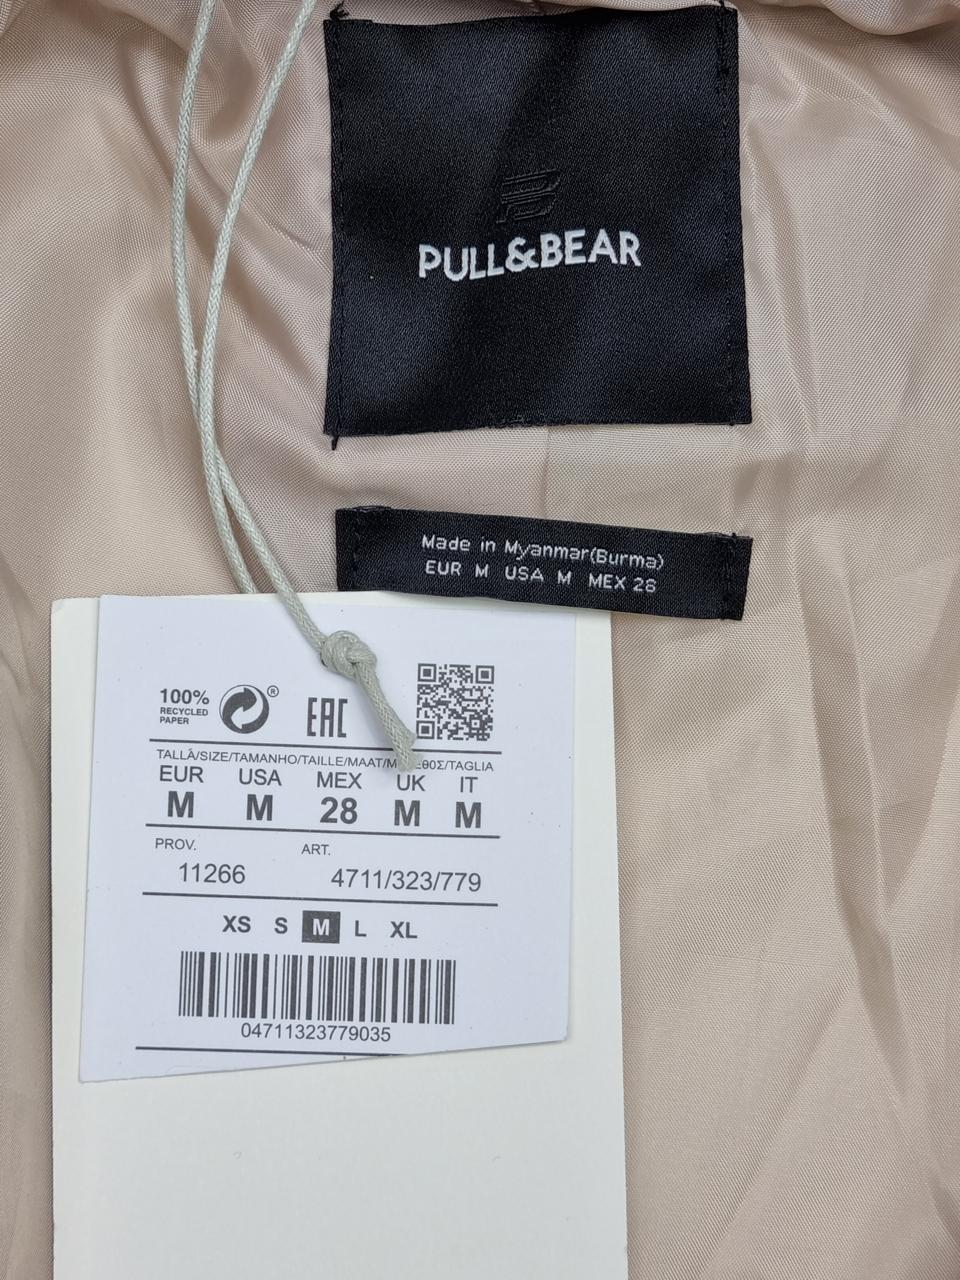 PULL&BEAR
Made in Myanmar(Burma)
EUR M USA M MEX 28
100%
RECYCLED
PAPER
®
EAC
TALLA/SIZE/TAMANHO/TAILLE/MAAT/ΜΕΓΕθΟΣ/TAGLIA
EUR USA MEX UK IT
M M 28 M M
PROV. ART.
11266 4711/323/779
XS S M L XL
04711323779035